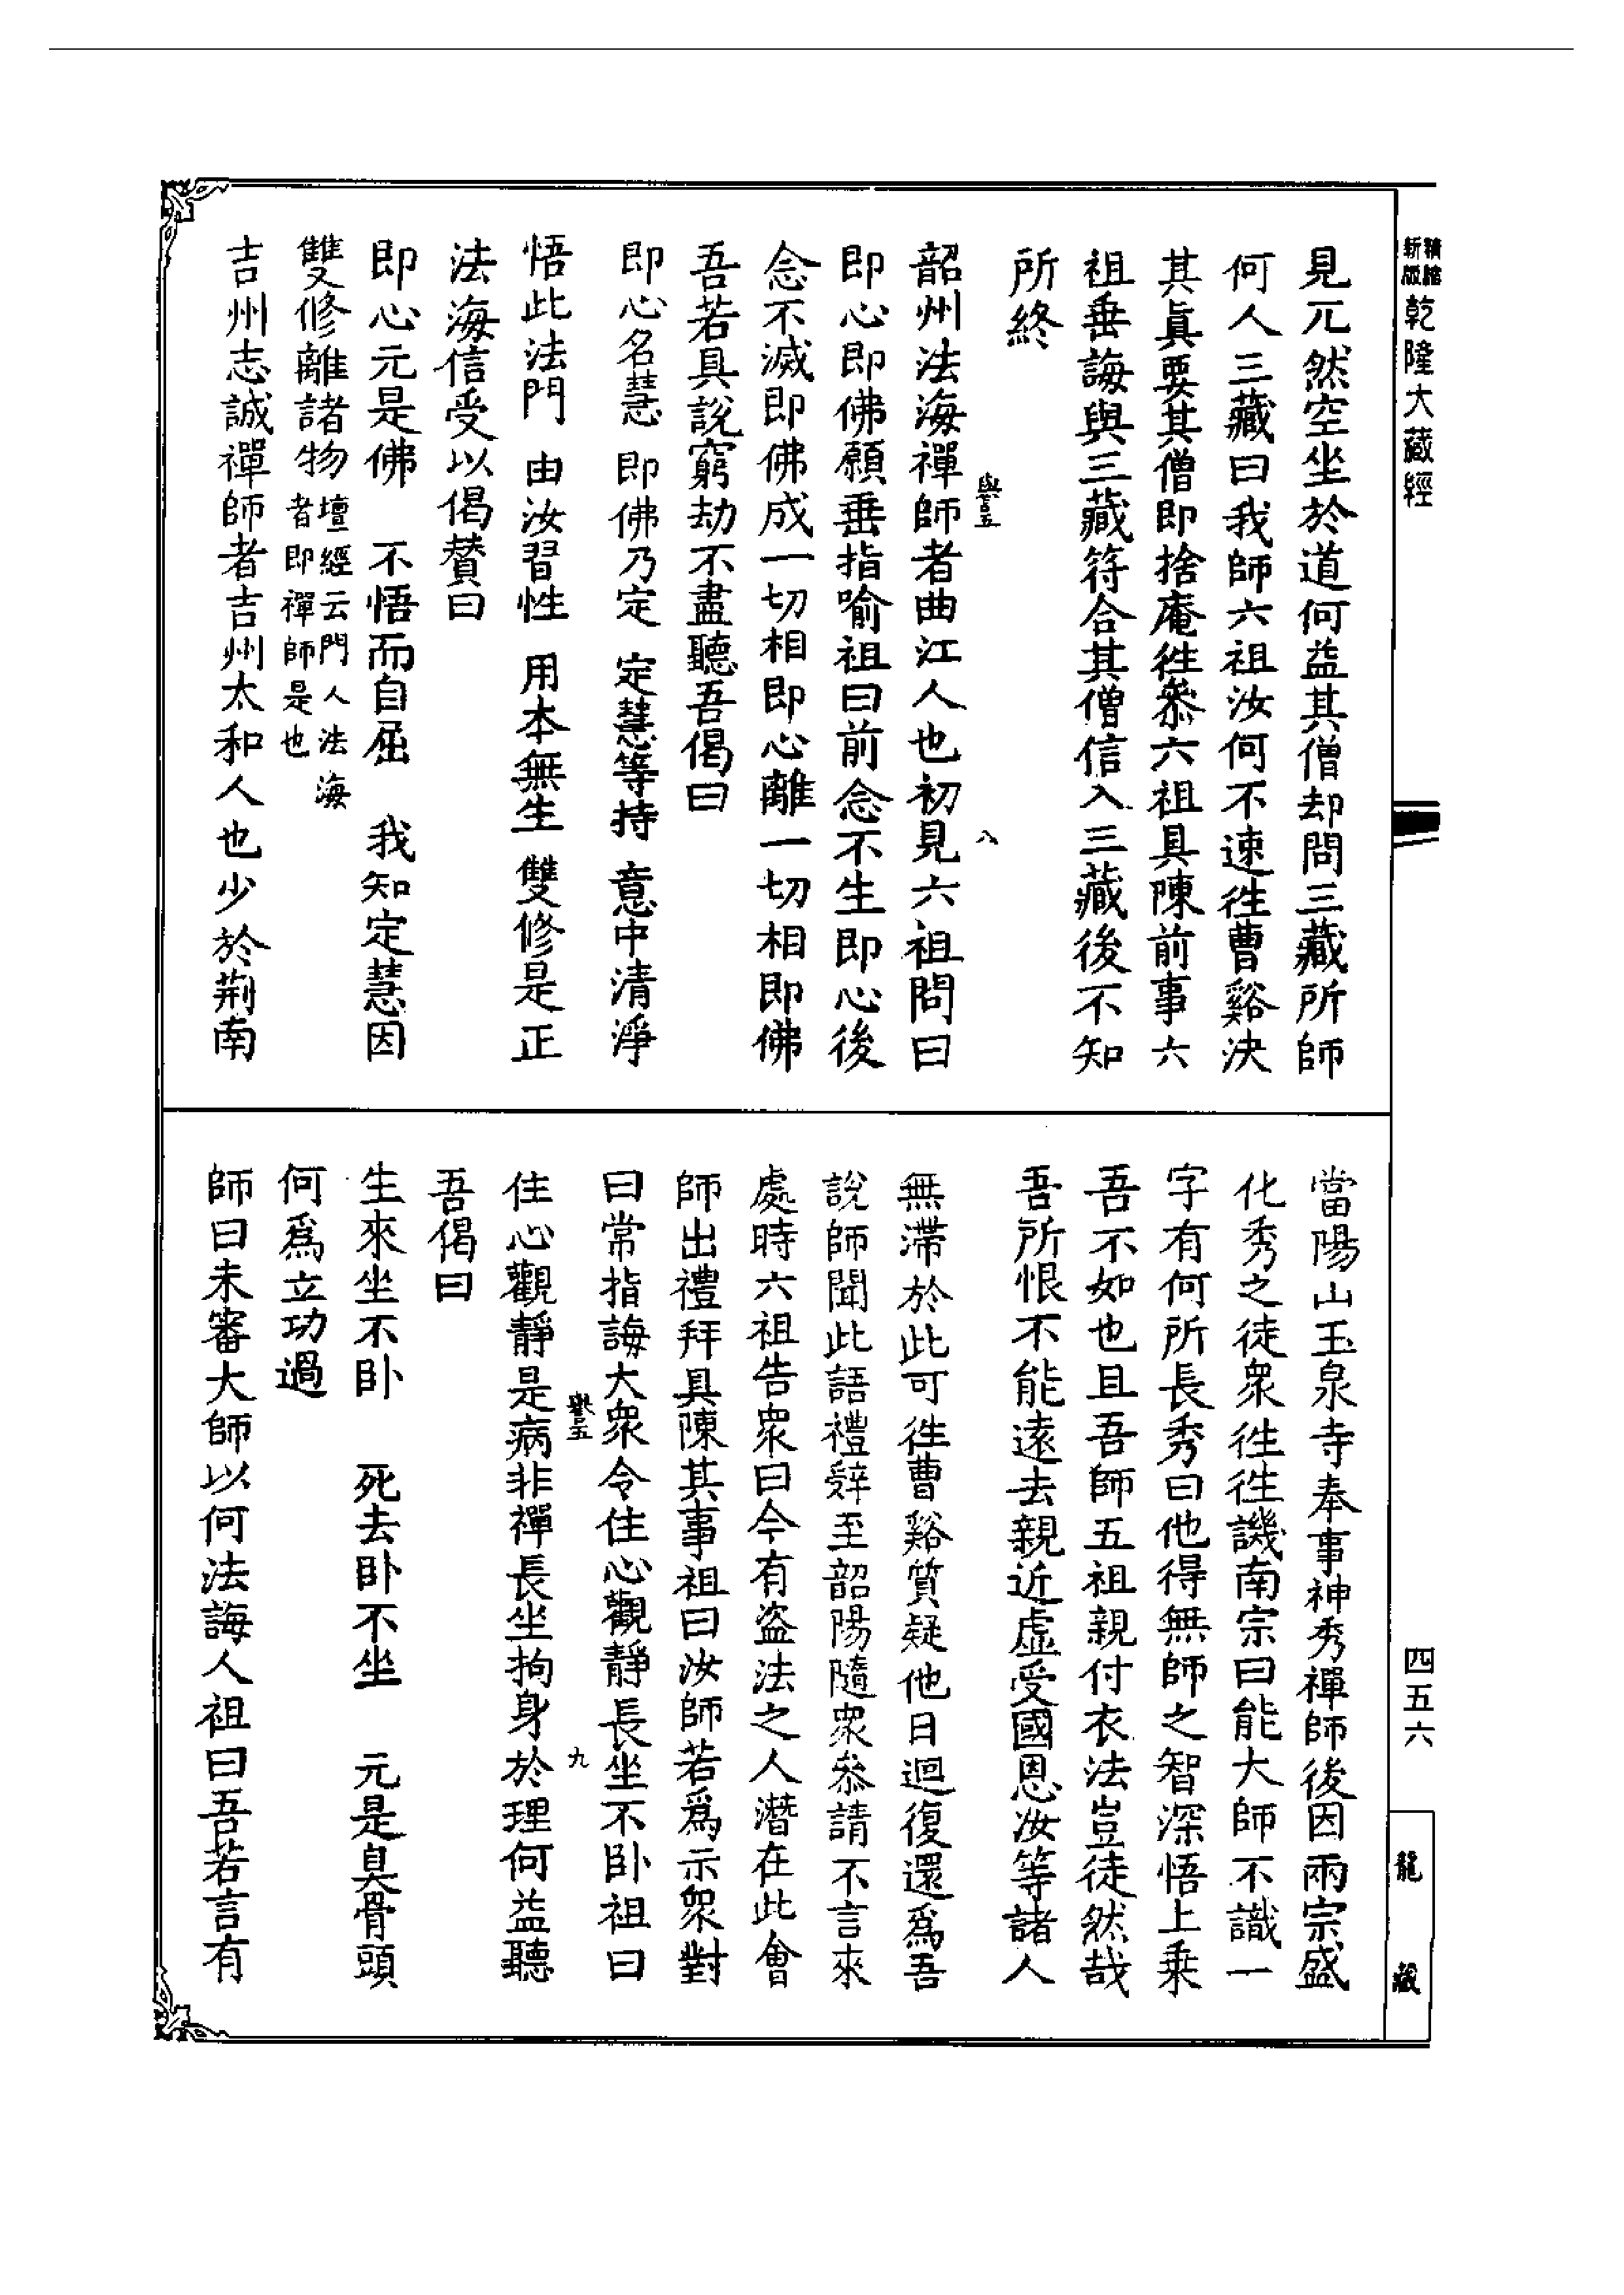 精縮
新版
乾隆大藏經
見兀然空坐於道何益其僧却問三藏所師
何人三藏曰我師六祖汝何不速徃曹谿決
其眞要其僧即捨庵徃叅六祖具陳前事六
祖垂誨與三藏符合其僧信入三藏後不知
所終
譽五
八
韶州法海禪師者曲江人也初見六祖問曰
即心即佛願垂指喻祖曰前念不生即心後
念不滅即佛成一切相即心離一切相即佛
吾若具說窮劫不盡聽吾偈曰
即心名慧 即佛乃定 定慧等持 意中清淨
悟此法門 由汝習性 用本無生 雙修是正
法海信受以偈賛曰
即心元是佛 不悟而自屈 我知定慧因
雙修離諸物 壇經云門人法海
者即禪師是也
吉州志誠禪師者吉州太和人也少於荆南
當陽山玉泉寺奉事神秀禪師後因兩宗盛
化秀之徒衆徃徃譏南宗曰能大師不識一
字有何所長秀曰他得無師之智深悟上乗
吾不如也且吾師五祖親付衣法豈徒然哉
吾所恨不能遠去親近虛受國恩汝等諸人
無滯於此可徃曹谿質疑他日迴復還爲吾
說師聞此語禮辤至韶陽隨衆叅請不言來
處時六祖告衆曰今有盜法之人潛在此會
師出禮拜具陳其事祖曰汝師若爲示衆對
曰常指誨大衆令住心觀靜長坐不卧祖曰
譽五
九
住心觀靜是病非禪長坐拘身於理何益聽
吾偈曰
生來坐不卧 死去卧不坐 元是臭骨頭
何爲立功過
師曰未審大師以何法誨人祖曰吾若言有
四五六
龍藏